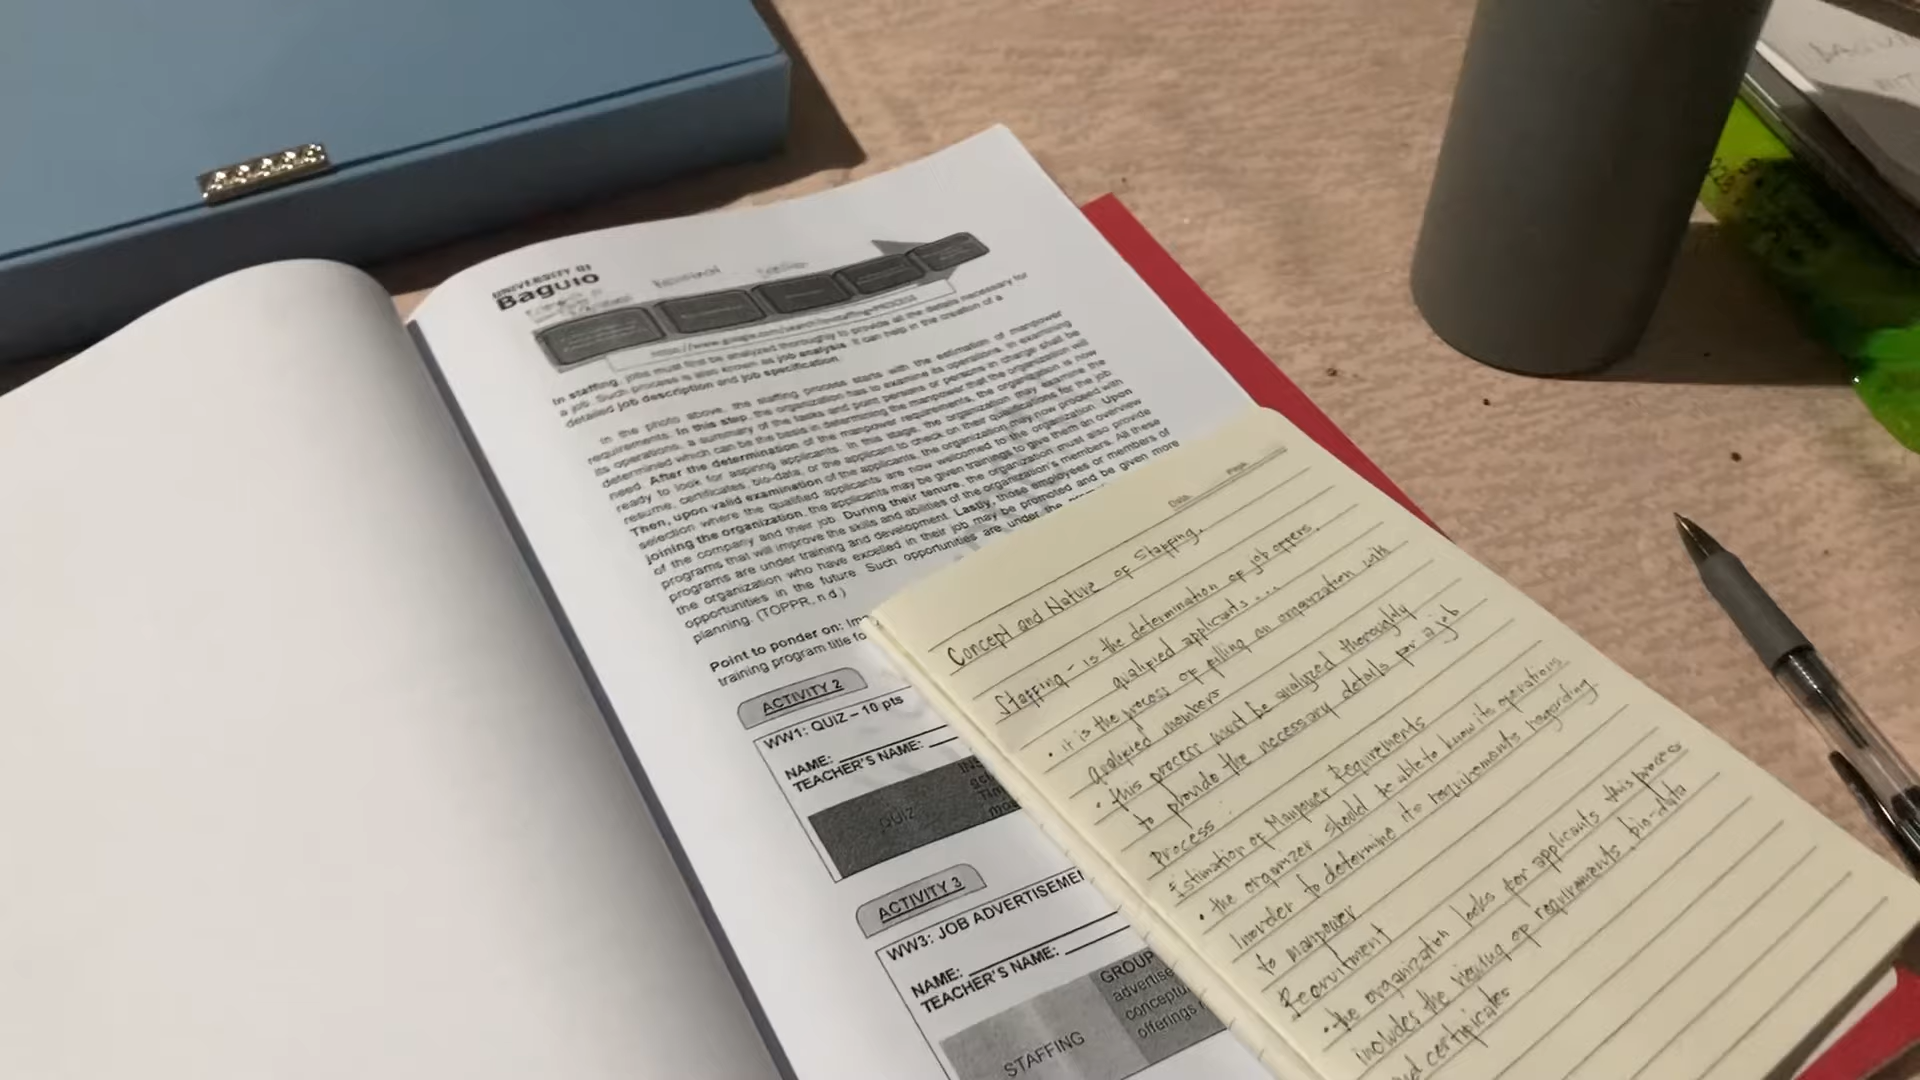 UNIVERSITY OF
Baguio
In staffing, jobs must first be analyzed thoroughly to provide all the details necessary for
a job. Such process is also known as job analysis. It can help in the creation of a
detailed job description and job specification.
In the photo above, the staffing process starts with the estimation of manpower
requirements. In this step, the organization has to examine its operations. In examining
its operations, a summary of the tasks and point persons or persons in charge shall be
determined which can be the basis in determining the manpower that the organization will
need. After the determination of the manpower requirements, the organization is now
ready to look for aspiring applicants. In this stage, the organization may examine the
resume, certificates, bio-data, or the applicant to check on their qualifications for the job.
Then, upon valid examination of the applicants, the organization may now proceed with
selection where the qualified applicants are now welcomed to the organization. Upon
joining the organization, the applicants may be given trainings to give them an overview
of the company and their job. During their tenure, the organization must also provide
programs that will improve the skills and abilities of the organization's members. All these
programs are under training and development. Lastly, those employees or members of
the organization who have excelled in their job may be promoted and be given more
opportunities in the future. Such opportunities are under the
planning. (TOPPR, n.d.)
Point to ponder on:
training program title fo
ACTIVITY 2
WW1: QUIZ – 10 pts
NAME:
TEACHER'S NAME:
QUIZ
ACTIVITY 3
WW3: JOB ADVERTISEME
NAME:
TEACHER'S NAME:
STAFFING
GROUP
advertise
conceptu
offerings
Date
Page
Concept and Nature of Staffing.
Staffing - is the determination of job offers,
qualified applicants ...
• it is the process of filling an organization with
qualified members
• this process must be analyzed thoroughly
to provide the necessary details for a job
Process:
Estimation of Manpower Requirements
• the organizer should be able to know its operations
inorder to determine its requirements regarding
to manpower
Recruitment
• the organization looks for applicants this process
includes the viewing of requirements, bio-data
and certificates